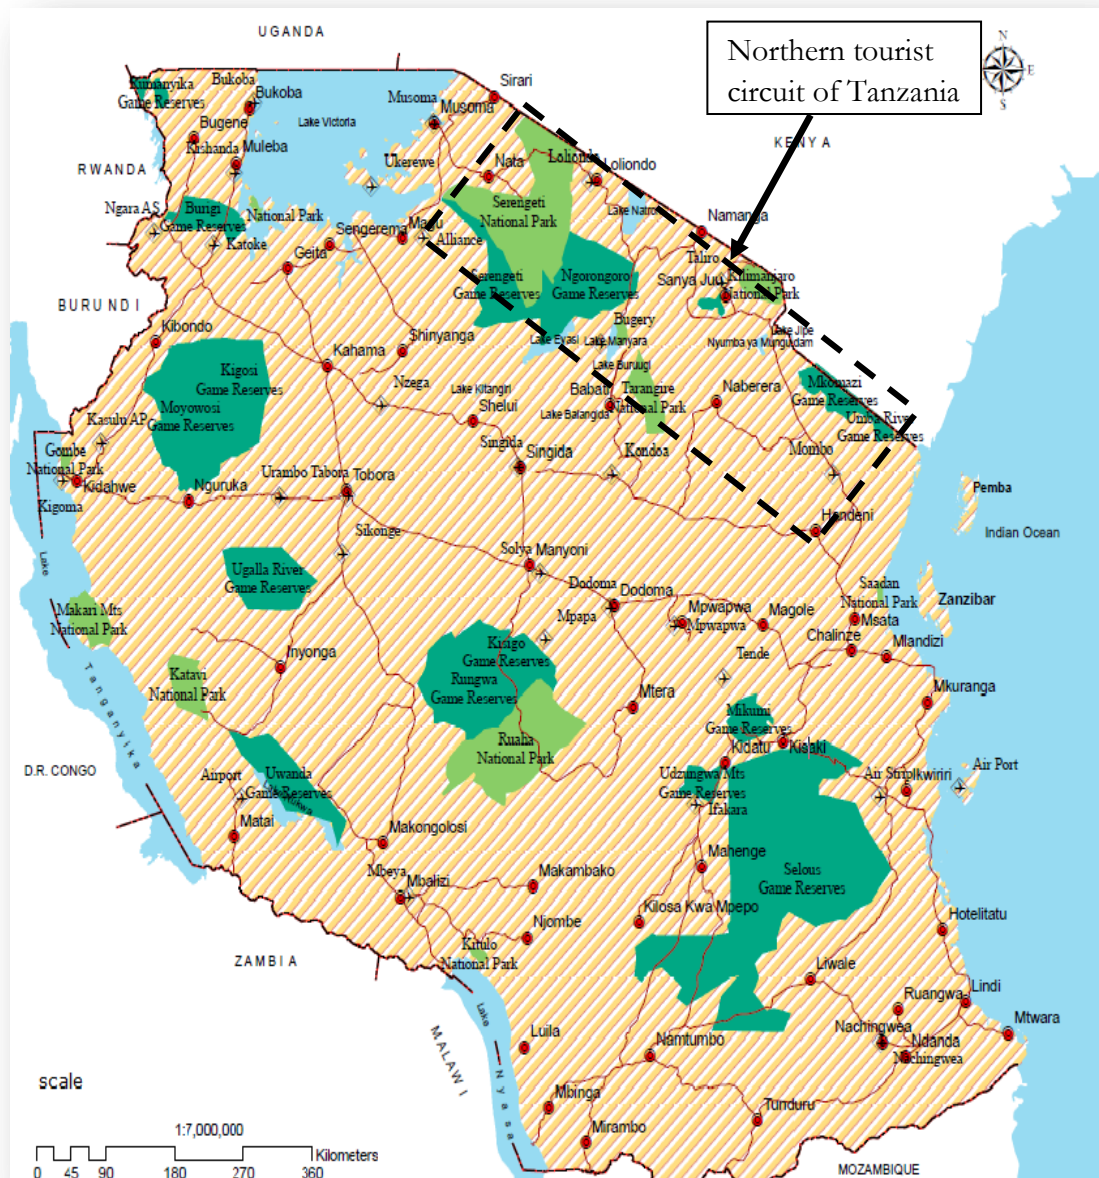 UGANDA
Northern tourist
circuit of Tanzania
N
E
S
KENYA
RWANDA
BURUNDI
D.R. CONGO
ZAMBIA
MALAWI
MOZAMBIQUE
Indian Ocean
Lake Tanganyika
Lake Nyasa
Lake Victoria
Rumanyika
Game Reserves
Bukoba
Bukoba
Bugene
Kishanda
Muleba
Musoma
Musoma
Sirari
Ukerewe
Nata
Loliondo
Loliondo
Serengeti
National Park
Lake Natron
Namanga
Ngara AS
Bungi
Game Reserves
National Park
Katoke
Sengerema
Magu
Alliance
Geita
Serengeti
Game Reserves
Ngorongoro
Game Reserves
Taliro
Sanya Juu
Kilimanjaro
National Park
Bugery
Lake Jipe
Nyumba ya Mungu dam
Kibondo
Shinyanga
Lake Eyasi
Lake Manyara
Kahama
Lake Buruugi
Kigosi
Game Reserves
Moyowosi
Game Reserves
Nzega
Lake Kitangiri
Shelui
Babati
Lake Balangida
Tarangire
National Park
Naberera
Mkomazi
Game Reserves
Umba River
Game Reserves
Kasulu AP
Gombe
National Park
Kidahwe
Kigoma
Singida
Singida
Kondoa
Mombo
Nguruka
Urambo Tabora
Tobora
Handeni
Pemba
Sikonge
Solya
Manyoni
Ugalla River
Game Reserves
Dodoma
Dodoma
Mpapa
Mpwapwa
Mpwapwa
Magole
Saadan
National Park
Msata
Zanzibar
Makari Mts
National Park
Kisigo
Game Reserves
Rungwa
Game Reserves
Chalinze
Mlandizi
Inyonga
Tende
Katavi
National Park
Mtera
Mkuranga
Mikumi
Game Reserves
Ruaha
National Park
Kidatu
Kisaki
Airport
Uwanda
Game Reserves
Udzungwa Mts
Game Reserves
Ifakara
Air Strip
Ikwiriri
Air Port
Matai
Makongolosi
Mahenge
Selous
Game Reserves
Mbeya
Mbalizi
Makambako
Kilosa Kwa Mpepo
Njombe
Hotelitatu
Kitulo
National Park
Liwale
Ruangwa
Lindi
Luila
Namtumbo
Nachingwea
Ndanda
Nachingwea
Mtwara
Mbinga
Tunduru
Mirambo
scale
1:7,000,000
Kilometers
0 45 90 180 270 360